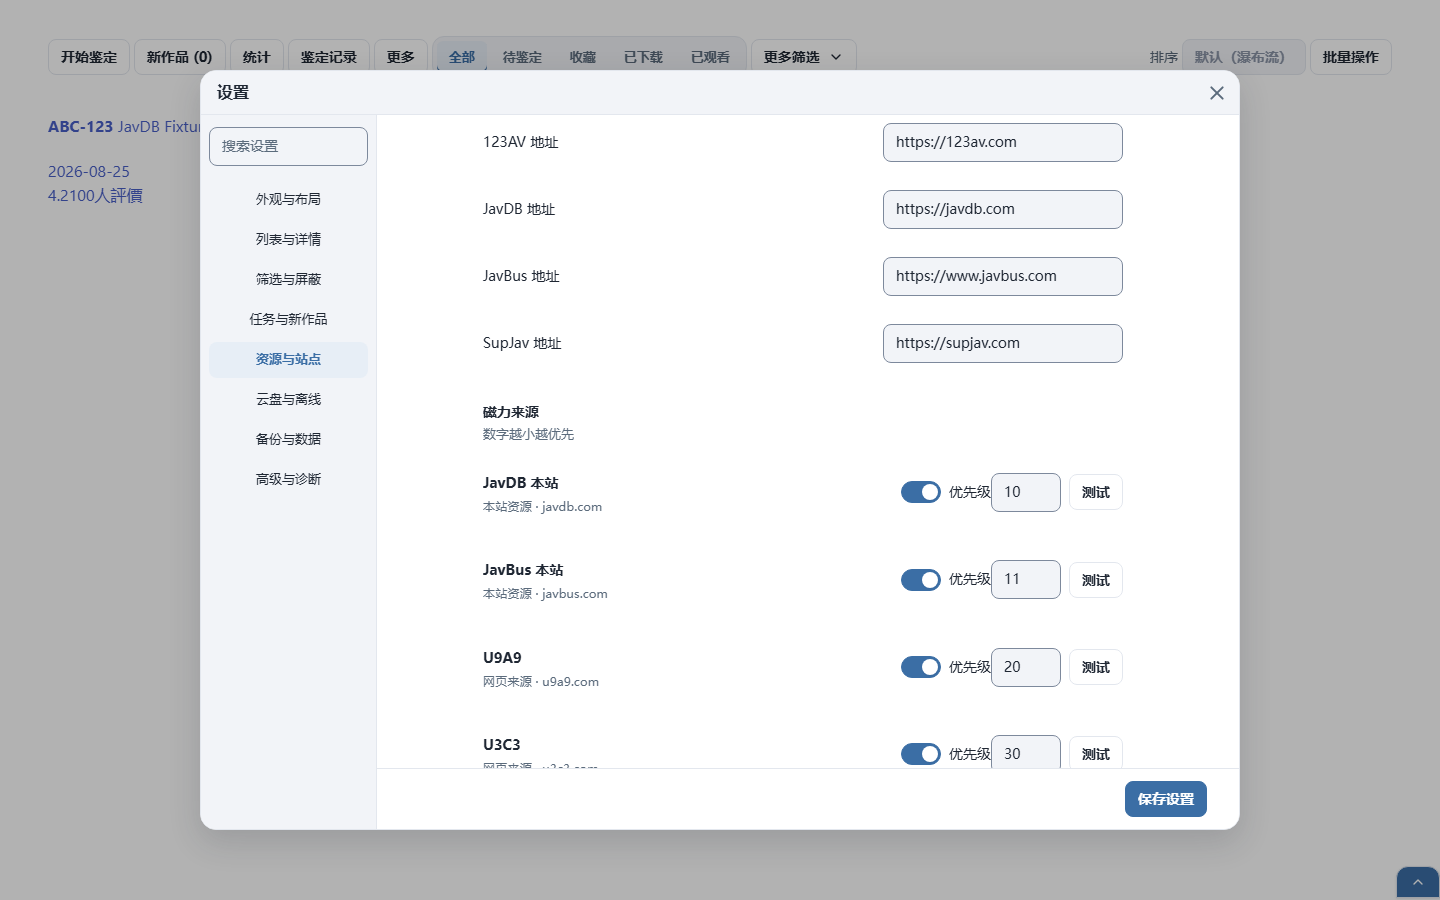 开始鉴定 新作品 (0) 统计 鉴定记录 更多 全部 待鉴定 收藏 已下载 已观看 更多筛选 排序 默认（瀑布流） 批量操作
设置
ABC-123 JavDB Fixtu
2026-08-25
4.2100人評價
搜索设置
外观与布局
列表与详情
筛选与屏蔽
任务与新作品
资源与站点
云盘与离线
备份与数据
高级与诊断
123AV 地址 https://123av.com
JavDB 地址 https://javdb.com
JavBus 地址 https://www.javbus.com
SupJav 地址 https://supjav.com
磁力来源
数字越小越优先
JavDB 本站
本站资源 · javdb.com
优先级 10 测试
JavBus 本站
本站资源 · javbus.com
优先级 11 测试
U9A9
网页来源 · u9a9.com
优先级 20 测试
U3C3
网页来源 · u3c3.com
优先级 30 测试
保存设置